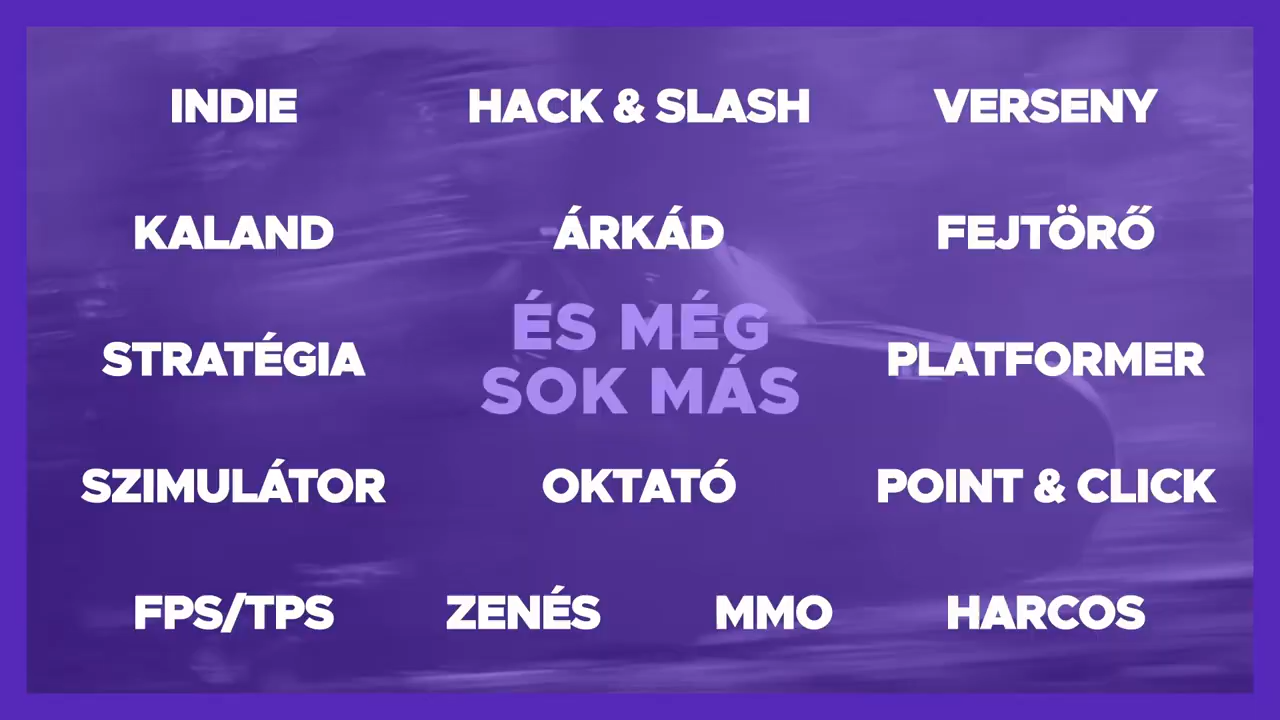 INDIE
HACK & SLASH
VERSENY
KALAND
ÁRKÁD
FEJTÖRŐ
ÉS MÉG
SOK MÁS
STRATÉGIA
PLATFORMER
SZIMULÁTOR
OKTATÓ
POINT & CLICK
FPS/TPS
ZENÉS
MMO
HARCOS